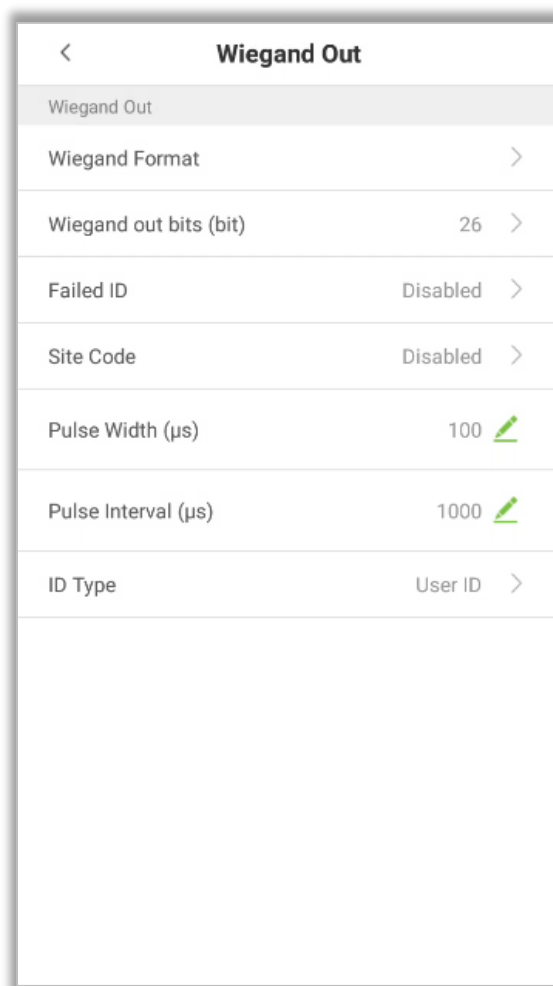 Wiegand Out
Wiegand Out
Wiegand Format
Wiegand out bits (bit) 26
Failed ID Disabled
Site Code Disabled
Pulse Width (µs) 100
Pulse Interval (µs) 1000
ID Type User ID